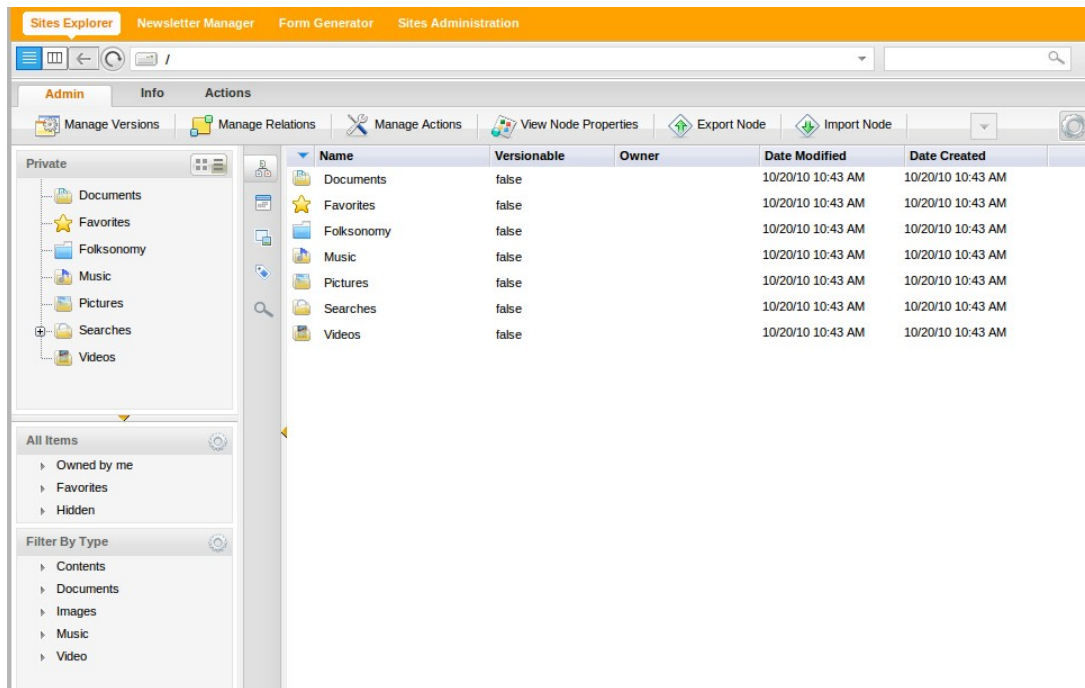 Sites Explorer Newsletter Manager Form Generator Sites Administration
/
Admin Info Actions
Manage Versions Manage Relations Manage Actions View Node Properties Export Node Import Node
Private
Documents
Favorites
Folksonomy
Music
Pictures
Searches
Videos
All Items
Owned by me
Favorites
Hidden
Filter By Type
Contents
Documents
Images
Music
Video
Name Versionable Owner Date Modified Date Created
Documents false 10/20/10 10:43 AM 10/20/10 10:43 AM
Favorites false 10/20/10 10:43 AM 10/20/10 10:43 AM
Folksonomy false 10/20/10 10:43 AM 10/20/10 10:43 AM
Music false 10/20/10 10:43 AM 10/20/10 10:43 AM
Pictures false 10/20/10 10:43 AM 10/20/10 10:43 AM
Searches false 10/20/10 10:43 AM 10/20/10 10:43 AM
Videos false 10/20/10 10:43 AM 10/20/10 10:43 AM